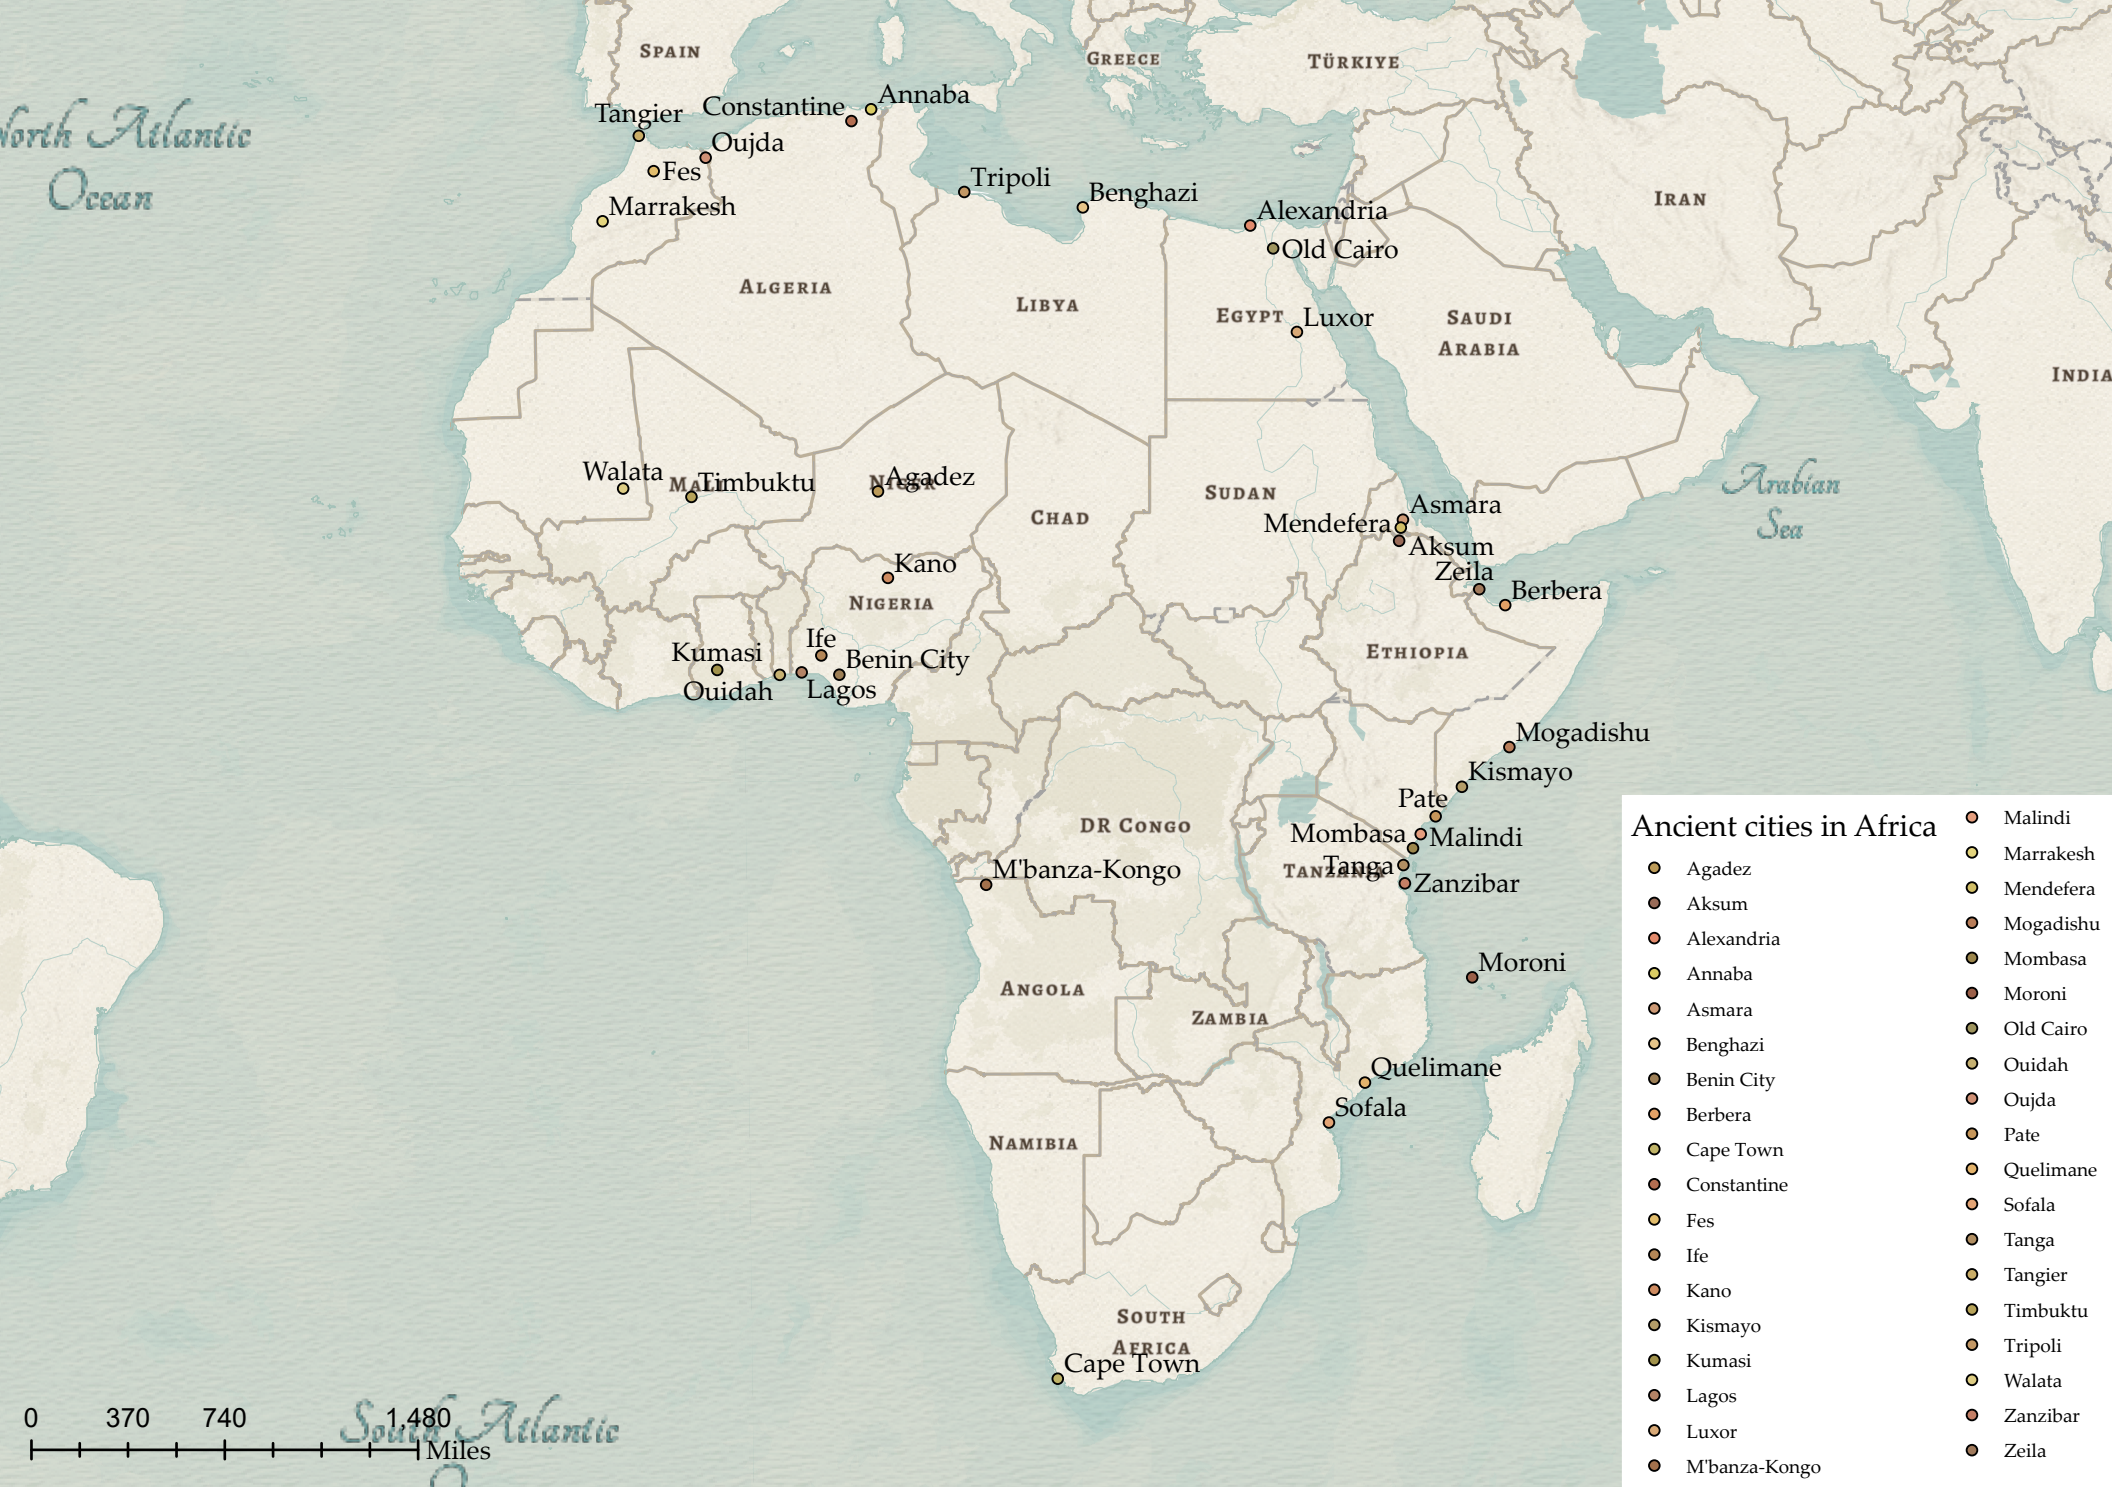 SPAIN
GREECE
TÜRKIYE
Annaba
Constantine
Tangier
North Atlantic
Ocean
Oujda
Fes
Tripoli
Benghazi
IRAN
Marrakesh
Alexandria
Old Cairo
ALGERIA
LIBYA
EGYPT
Luxor
SAUDI
ARABIA
INDIA
Walata
MALI
Timbuktu
NIGER
Agadez
SUDAN
CHAD
Arabian
Sea
Asmara
Mendefera
Aksum
Zeila
Berbera
Kano
NIGERIA
Ife
Kumasi
Benin City
Ouidah
Lagos
ETHIOPIA
Mogadishu
Kismayo
Pate
DR CONGO
Mombasa
Malindi
Tanga
TANZANIA
Zanzibar
M'banza-Kongo
Moroni
ANGOLA
ZAMBIA
Quelimane
Sofala
NAMIBIA
SOUTH
AFRICA
Cape Town
South Atlantic
0 370 740 1,480
Miles
Ancient cities in Africa
Agadez
Aksum
Alexandria
Annaba
Asmara
Benghazi
Benin City
Berbera
Cape Town
Constantine
Fes
Ife
Kano
Kismayo
Kumasi
Lagos
Luxor
M'banza-Kongo
Malindi
Marrakesh
Mendefera
Mogadishu
Mombasa
Moroni
Old Cairo
Ouidah
Oujda
Pate
Quelimane
Sofala
Tanga
Tangier
Timbuktu
Tripoli
Walata
Zanzibar
Zeila